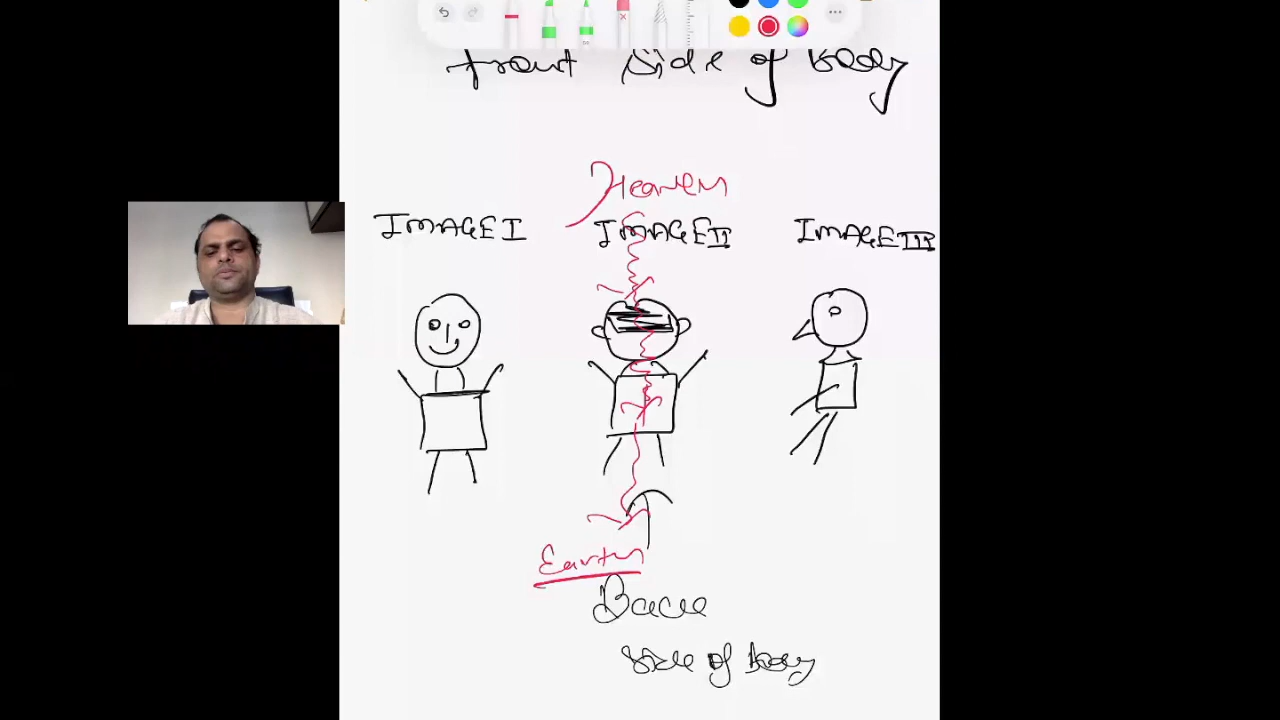 front side of body
Heaven
IMAGE I IMAGE II IMAGE III
Earth
Back
side of body